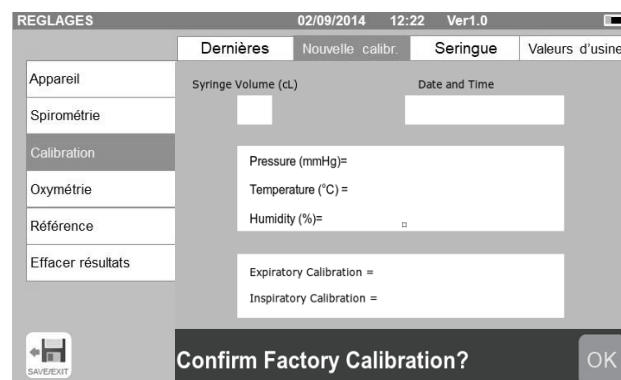 REGLAGES 02/09/2014 12:22 Ver1.0
Dernières Nouvelle calibr. Seringue Valeurs d'usine
Appareil
Spirométrie
Calibration
Oxymétrie
Référence
Effacer résultats
Syringe Volume (cL) Date and Time
Pressure (mmHg)=
Temperature (°C) =
Humidity (%)=
Expiratory Calibration =
Inspiratory Calibration =
SAVE/EXIT
Confirm Factory Calibration? OK